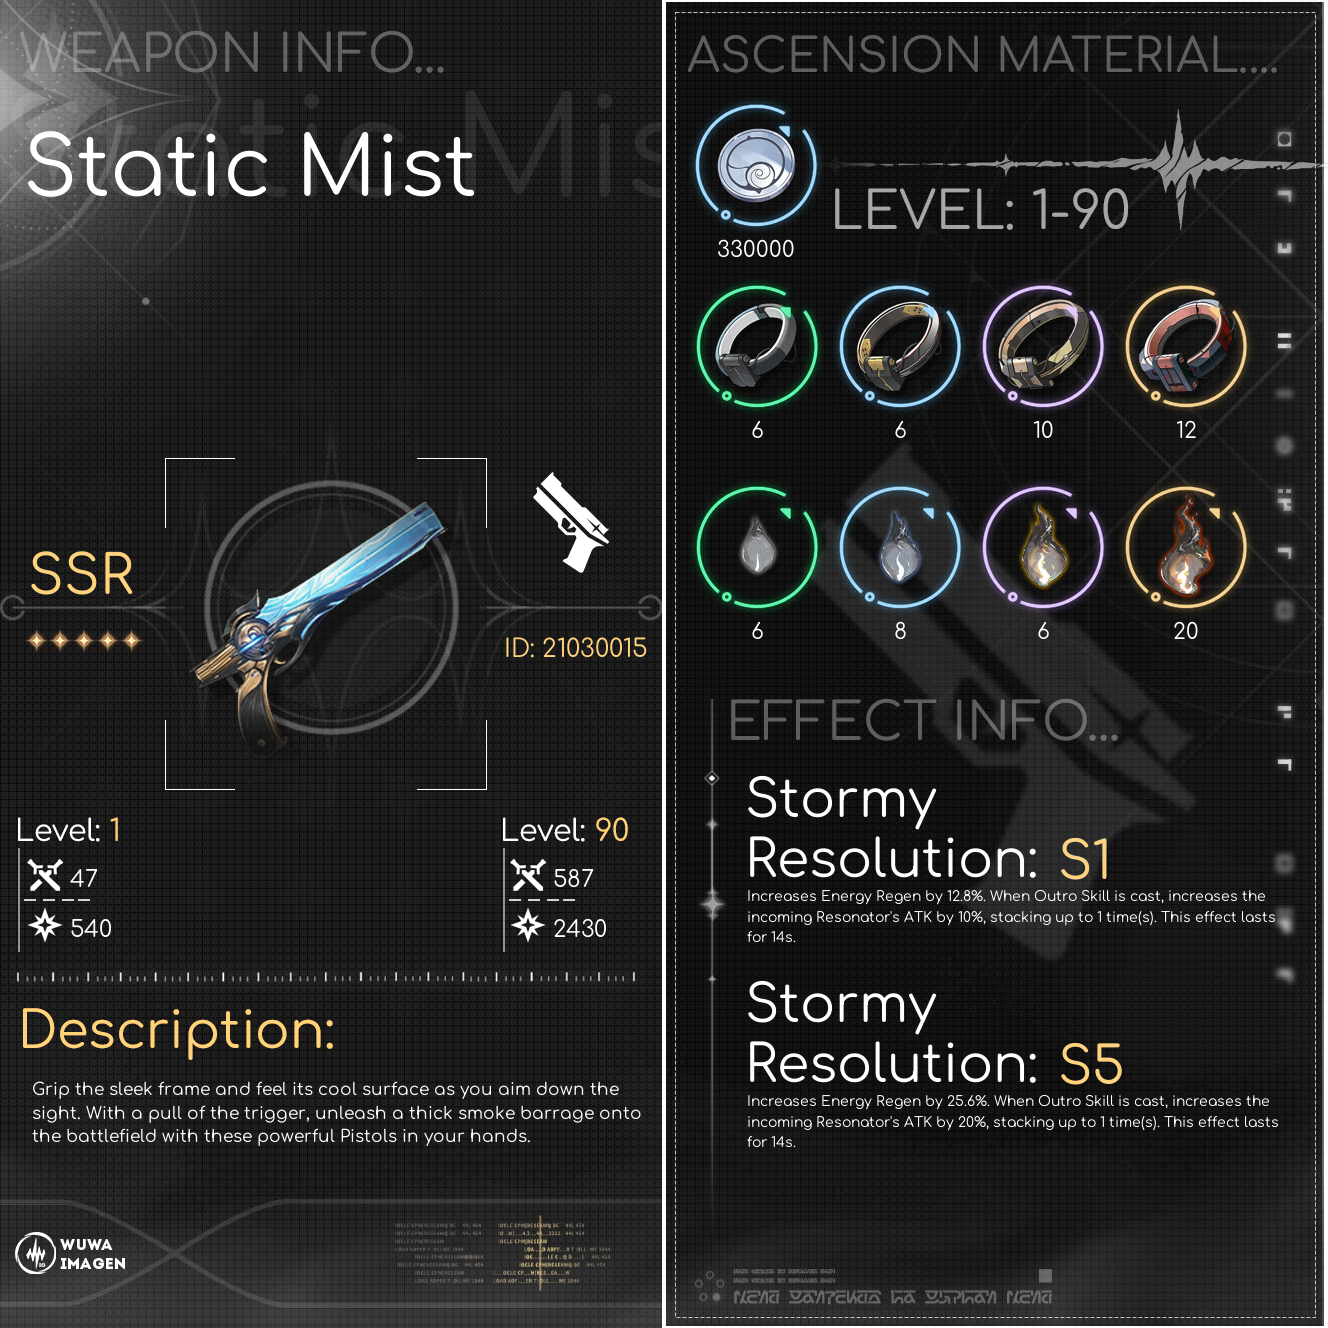 WEAPON INFO...
Static Mist
SSR
ID: 21030015
Level: 1
47
540
Level: 90
587
2430
Description:
Grip the sleek frame and feel its cool surface as you aim down the
sight. With a pull of the trigger, unleash a thick smoke barrage onto
the battlefield with these powerful Pistols in your hands.
WUWA
IMAGEN
ASCENSION MATERIAL....
LEVEL: 1-90
330000
6 6 10 12
6 8 6 20
EFFECT INFO...
Stormy
Resolution: S1
Increases Energy Regen by 12.8%. When Outro Skill is cast, increases the
incoming Resonator's ATK by 10%, stacking up to 1 time(s). This effect lasts
for 14s.
Stormy
Resolution: S5
Increases Energy Regen by 25.6%. When Outro Skill is cast, increases the
incoming Resonator's ATK by 20%, stacking up to 1 time(s). This effect lasts
for 14s.